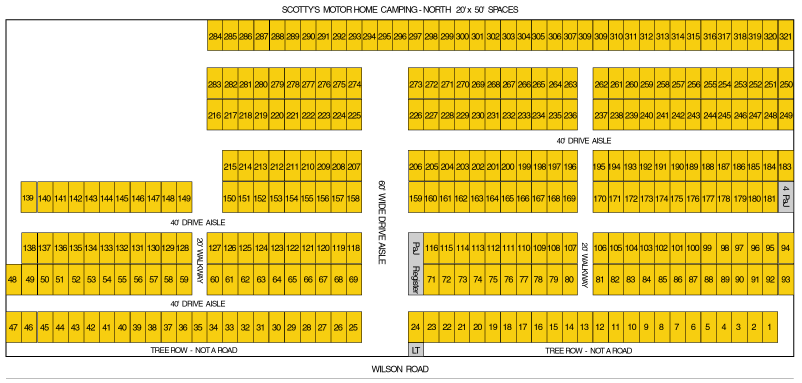 SCOTTY'S MOTOR HOME CAMPING - NORTH 20' x 50' SPACES
284 285 286 287 288 289 290 291 292 293 294 295 296 297 298 299 300 301 302 303 304 305 306 307 308 309 310 311 312 313 314 315 316 317 318 319 320 321
283 282 281 280 279 278 277 276 275 274 273 272 271 270 269 268 267 266 265 264 263 262 261 260 259 258 257 256 255 254 253 252 251 250
216 217 218 219 220 221 222 223 224 225 226 227 228 229 230 231 232 233 234 235 236 237 238 239 240 241 242 243 244 245 246 247 248 249
40' DRIVE AISLE
215 214 213 212 211 210 209 208 207 206 205 204 203 202 201 200 199 198 197 196 195 194 193 192 191 190 189 188 187 186 185 184 183
139 140 141 142 143 144 145 146 147 148 149 150 151 152 153 154 155 156 157 158 159 160 161 162 163 164 165 166 167 168 169 170 171 172 173 174 175 176 177 178 179 180 181 4 PaJ
60' WIDE DRIVE AISLE
40' DRIVE AISLE
138 137 136 135 134 133 132 131 130 129 128 127 126 125 124 123 122 121 120 119 118 PaJ Register 116 115 114 113 112 111 110 109 108 107 106 105 104 103 102 101 100 99 98 97 96 95 94
20' WALKWAY
20' WALKWAY
48 49 50 51 52 53 54 55 56 57 58 59 60 61 62 63 64 65 66 67 68 69 71 72 73 74 75 76 77 78 79 80 81 82 83 84 85 86 87 88 89 90 91 92 93
40' DRIVE AISLE
47 46 45 44 43 42 41 40 39 38 37 36 35 34 33 32 31 30 29 28 27 26 25 24 23 22 21 20 19 18 17 16 15 14 13 12 11 10 9 8 7 6 5 4 3 2 1
TREE ROW - NOT A ROAD LT TREE ROW - NOT A ROAD
WILSON ROAD